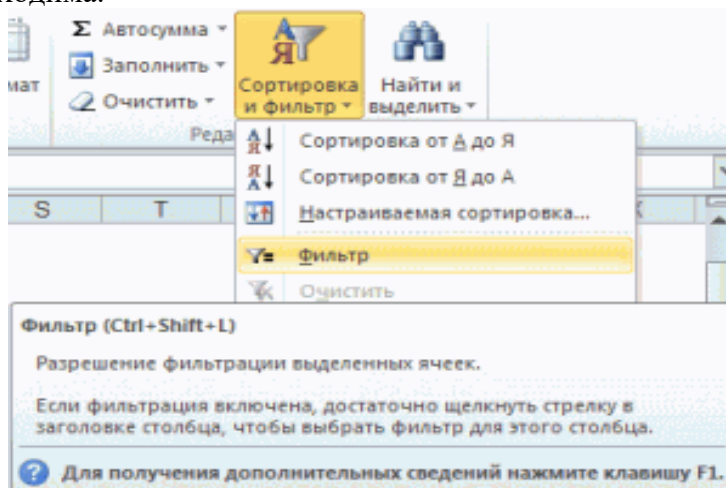 Σ Автосумма
Заполнить
Очистить
мат
Сортировка
и фильтр
Найти и
выделить
Реда
Сортировка от А до Я
Сортировка от Я до А
Настраиваемая сортировка...
Фильтр
Очистить
S T
Фильтр (Ctrl+Shift+L)
Разрешение фильтрации выделенных ячеек.
Если фильтрация включена, достаточно щелкнуть стрелку в
заголовке столбца, чтобы выбрать фильтр для этого столбца.
Для получения дополнительных сведений нажмите клавишу F1.